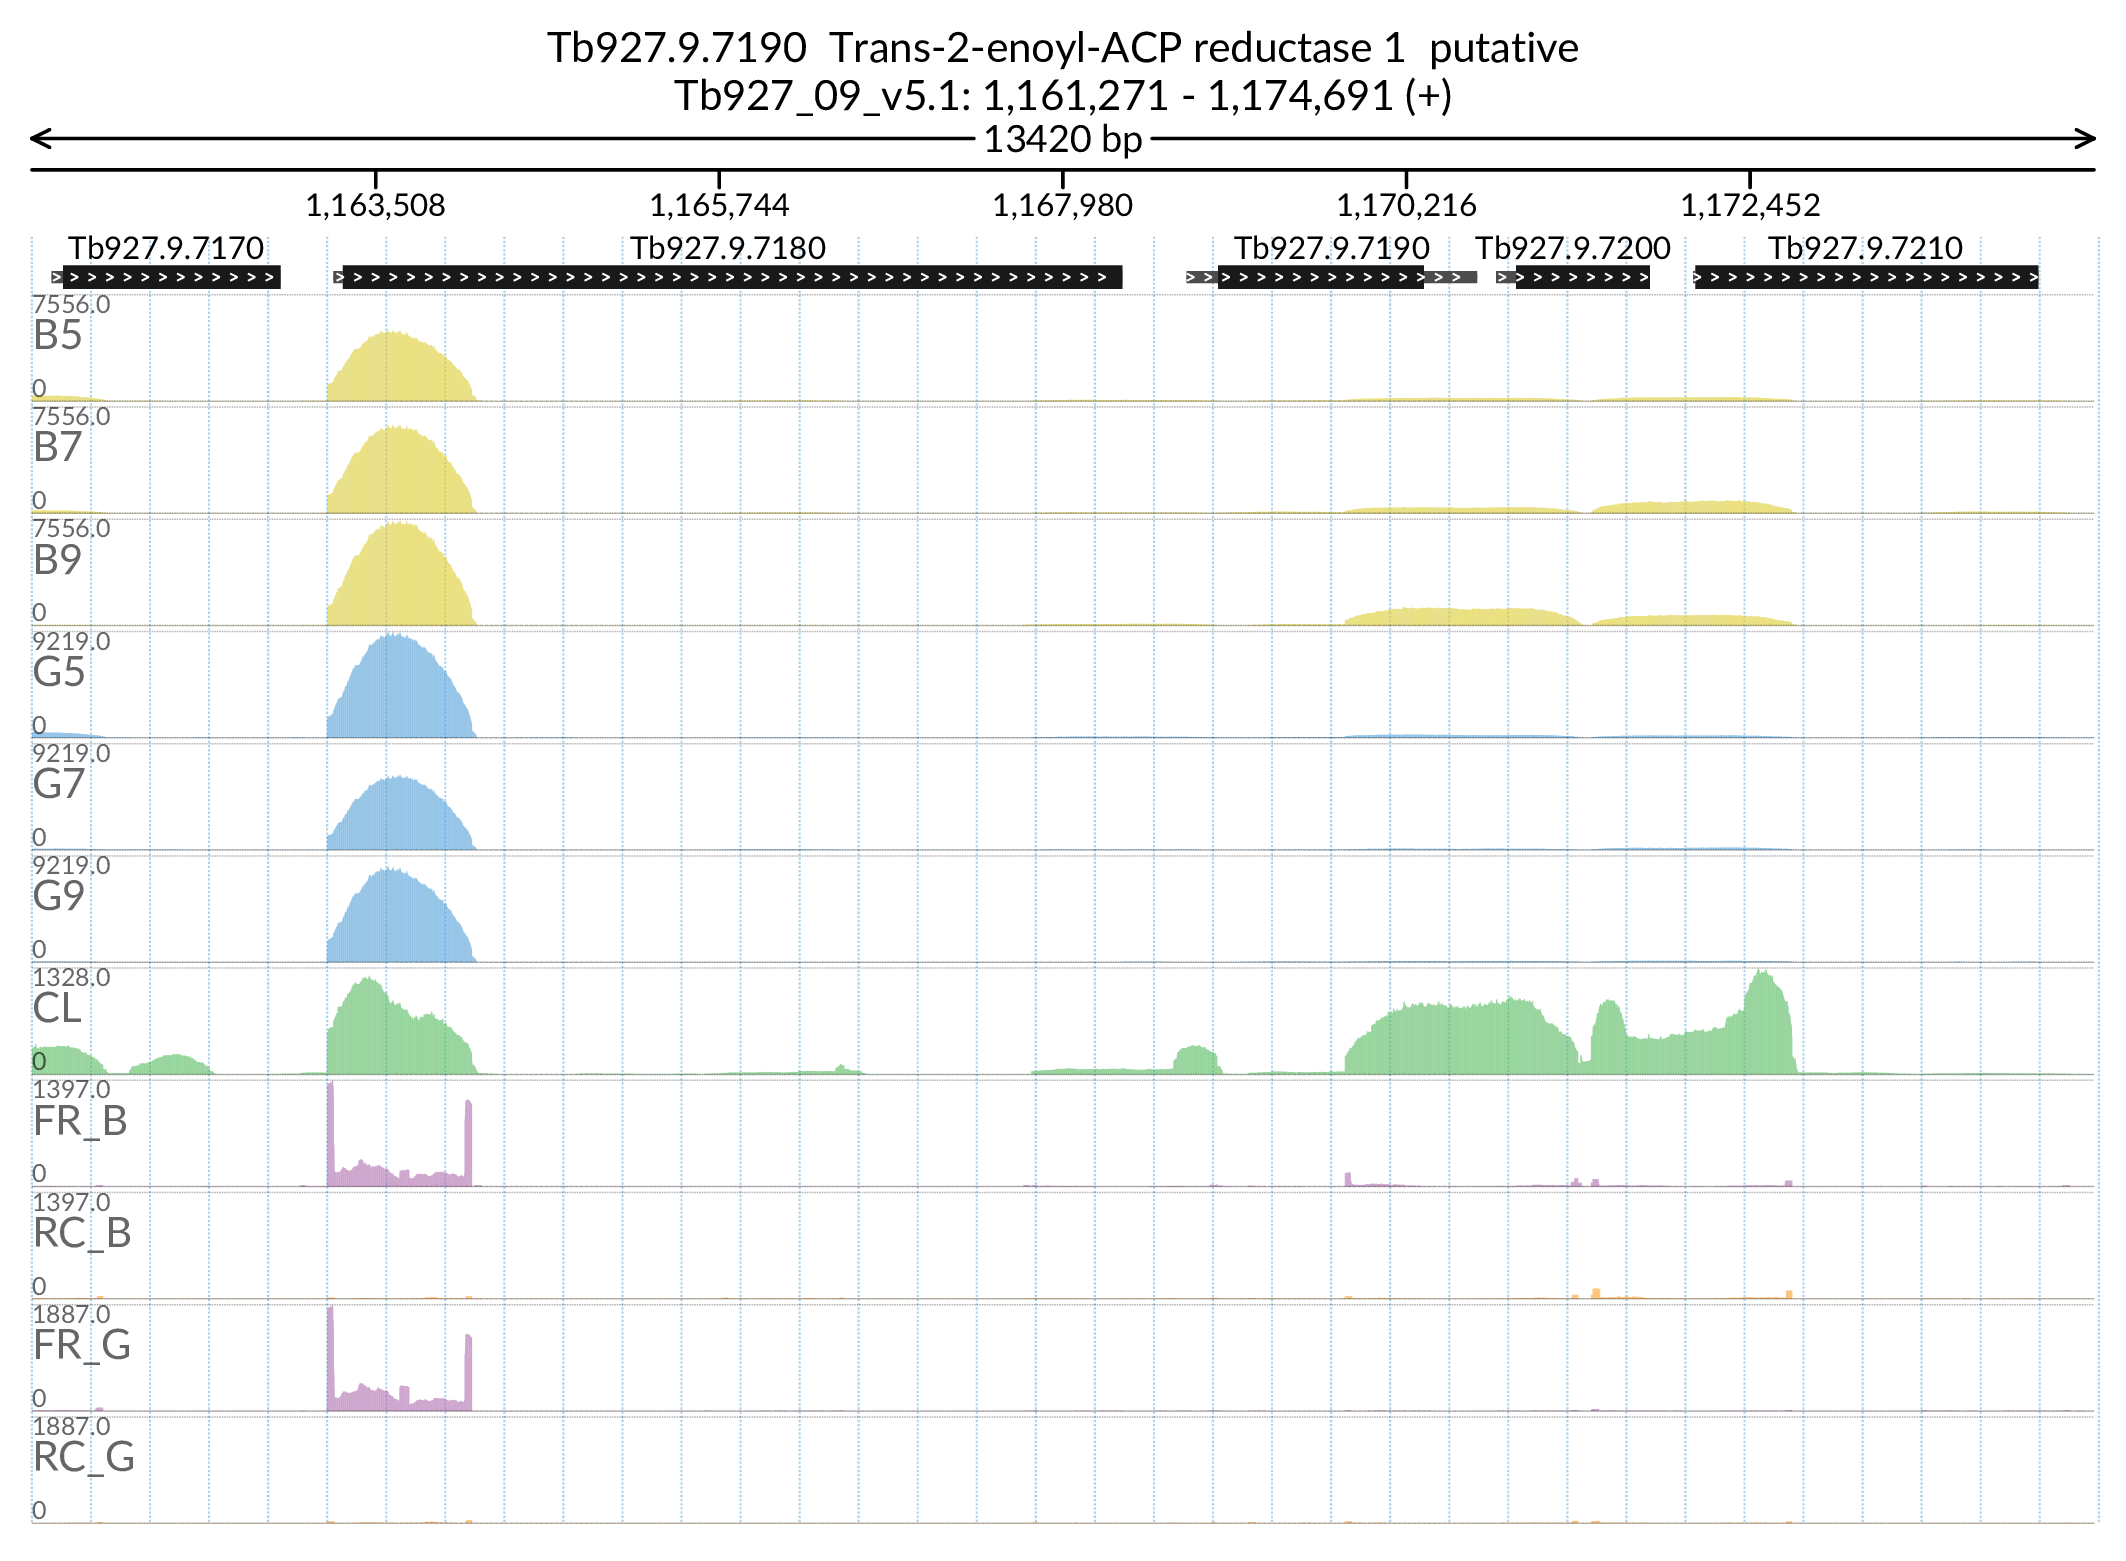 Tb927.9.7190 Trans-2-enoyl-ACP reductase 1 putative
Tb927_09_v5.1: 1,161,271 - 1,174,691 (+)
13420 bp
1,163,508 1,165,744 1,167,980 1,170,216 1,172,452
Tb927.9.7170 Tb927.9.7180 Tb927.9.7190 Tb927.9.7200 Tb927.9.7210
7556.0
B5
0
7556.0
B7
0
7556.0
B9
0
9219.0
G5
0
9219.0
G7
0
9219.0
G9
0
1328.0
CL
0
1397.0
FR_B
0
1397.0
RC_B
0
1887.0
FR_G
0
1887.0
RC_G
0